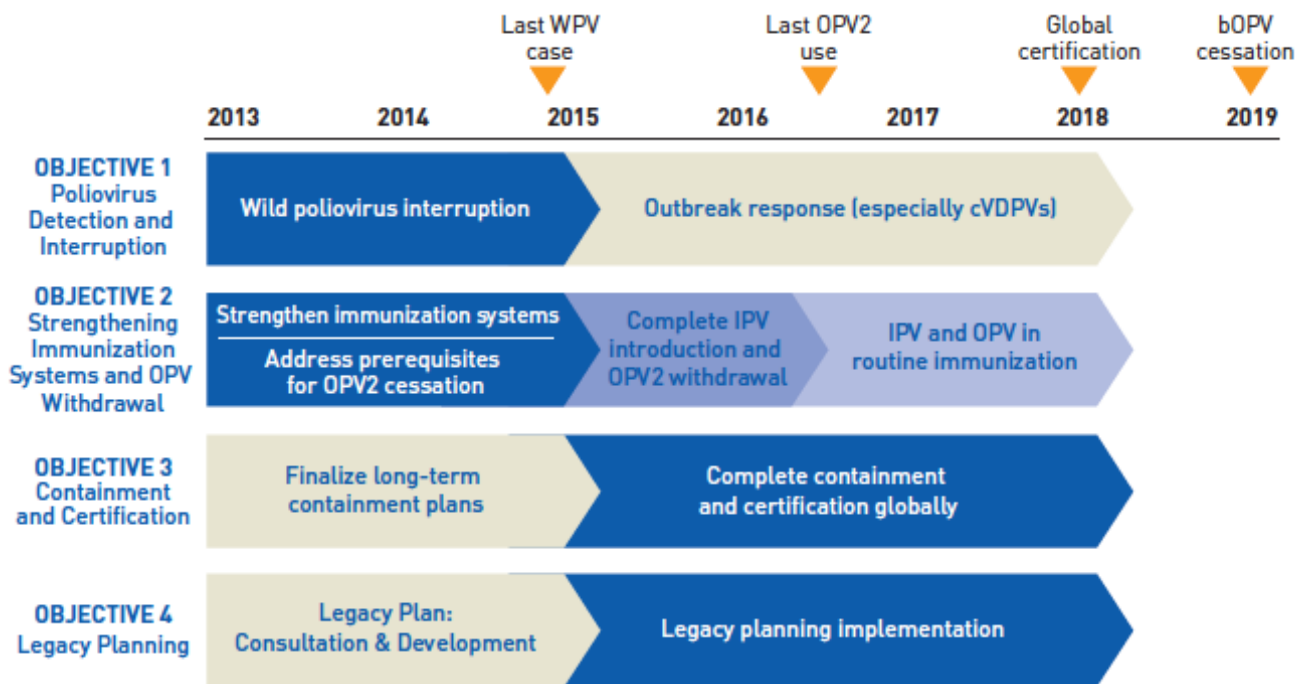 Last WPV
case
Last OPV2
use
Global
certification
bOPV
cessation
2013 2014 2015 2016 2017 2018 2019
OBJECTIVE 1
Poliovirus
Detection and
Interruption
Wild poliovirus interruption
Outbreak response (especially cVDPVs)
OBJECTIVE 2
Strengthening
Immunization
Systems and OPV
Withdrawal
Strengthen immunization systems
Address prerequisites
for OPV2 cessation
Complete IPV
introduction and
OPV2 withdrawal
IPV and OPV in
routine immunization
OBJECTIVE 3
Containment
and Certification
Finalize long-term
containment plans
Complete containment
and certification globally
OBJECTIVE 4
Legacy Planning
Legacy Plan:
Consultation & Development
Legacy planning implementation